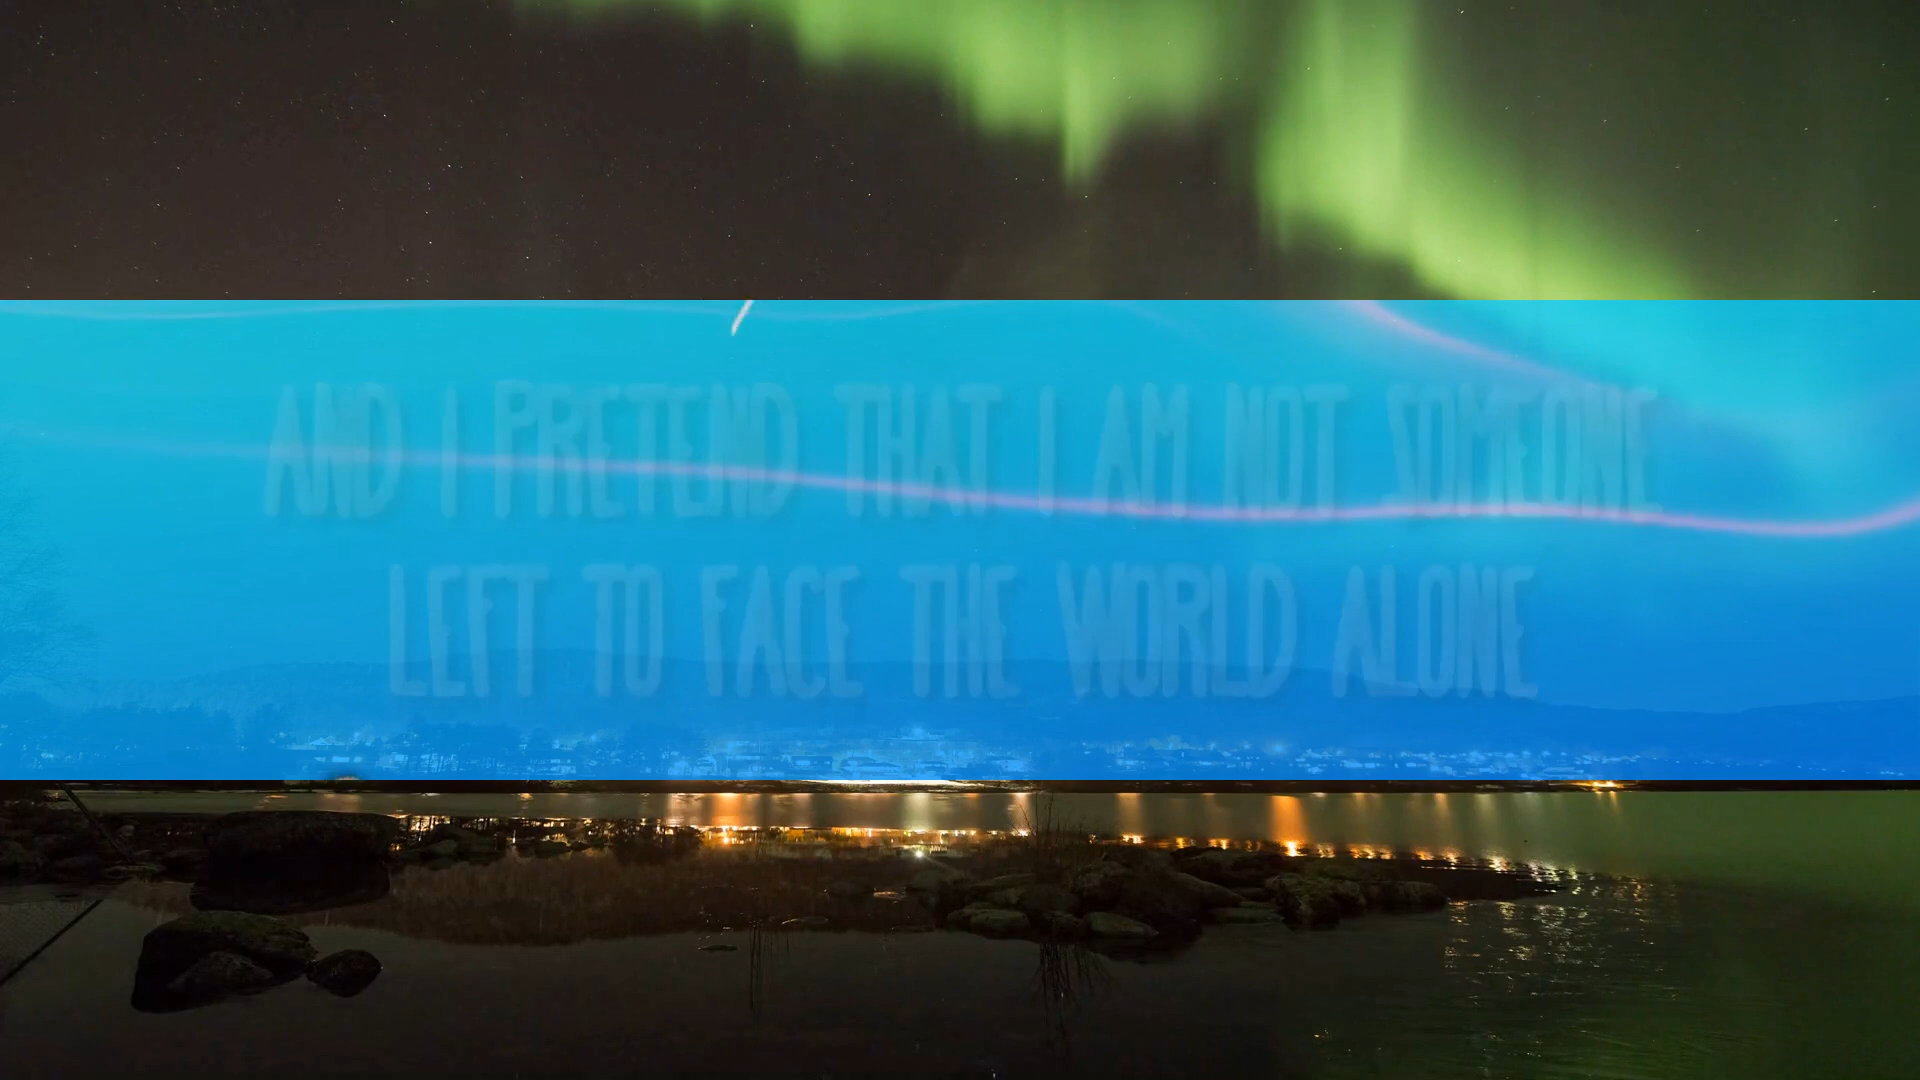 AND I PRETEND THAT I AM NOT SOMEONE
LEFT TO FACE THE WORLD ALONE